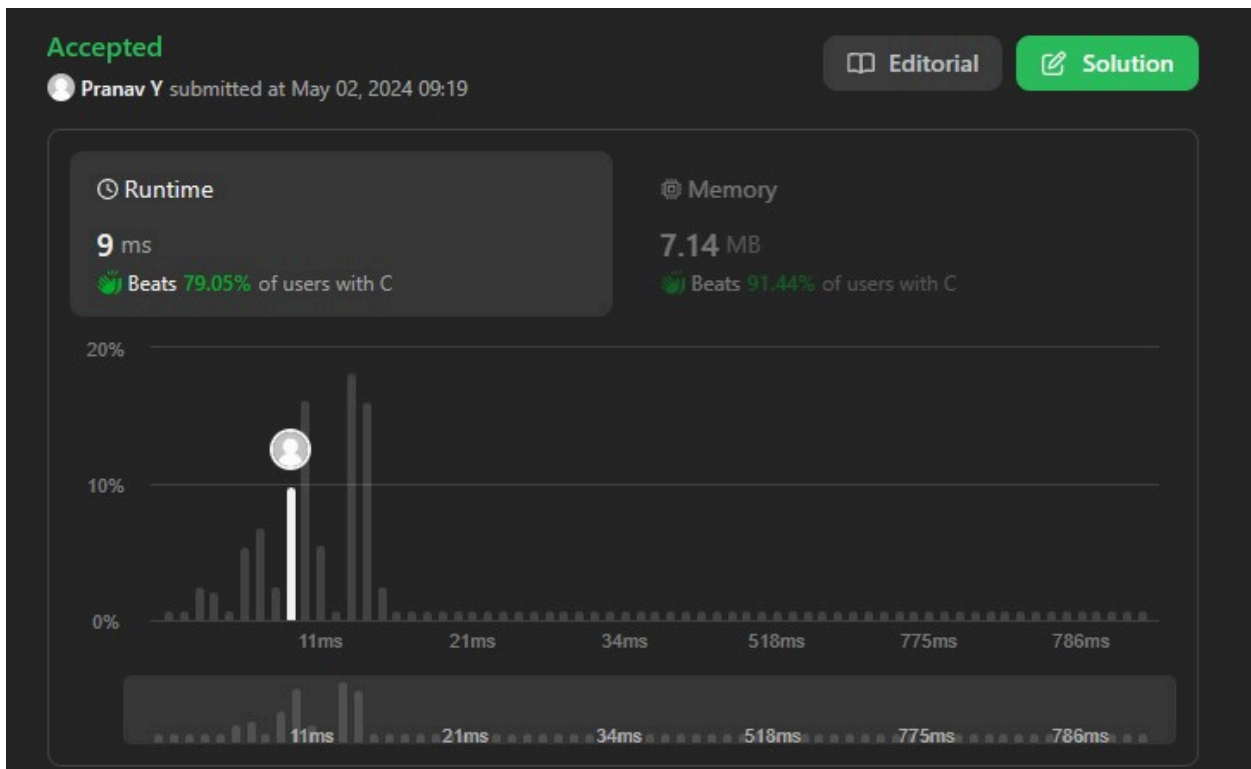 Accepted
Editorial
Solution
Pranav Y submitted at May 02, 2024 09:19
Runtime
9 ms
Beats 79.05% of users with C
Memory
7.14 MB
Beats 91.44% of users with C
20%
10%
0%
11ms 21ms 34ms 518ms 775ms 786ms
11ms 21ms 34ms 518ms 775ms 786ms